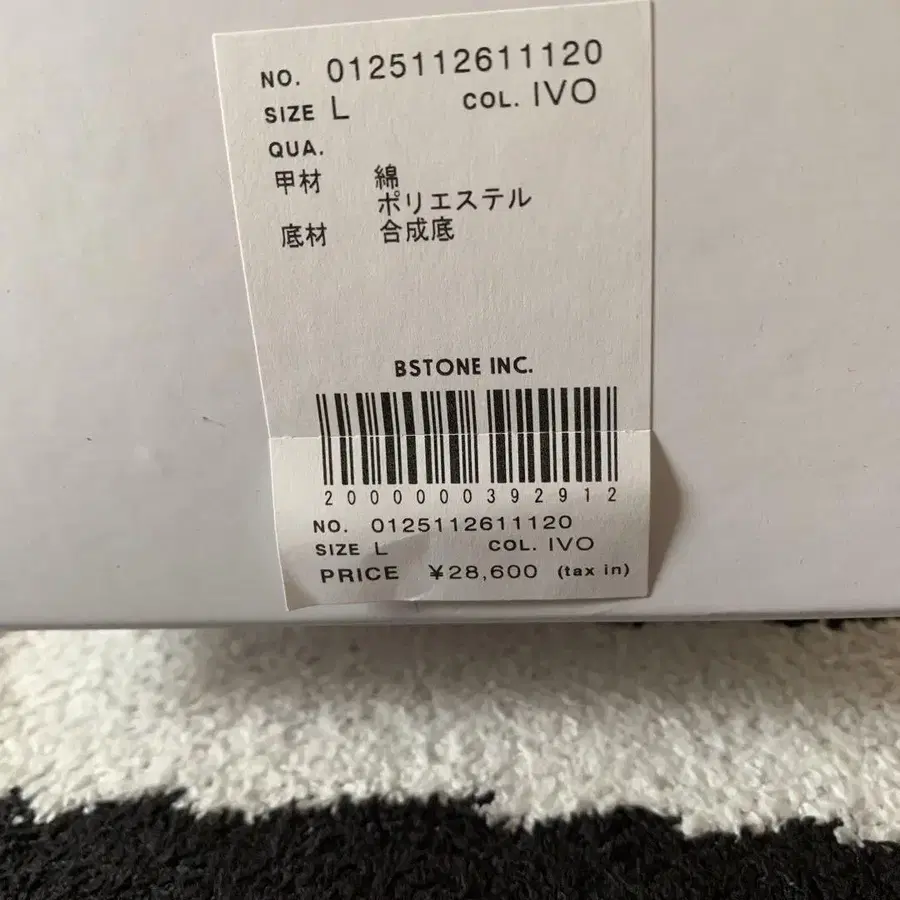 NO. 0125112611120
SIZE L COL. IVO
QUA.
甲材 綿
ポリエステル
底材 合成底
BSTONE INC.
2000000392912
NO. 0125112611120
SIZE L COL. IVO
PRICE ¥28,600 (tax in)